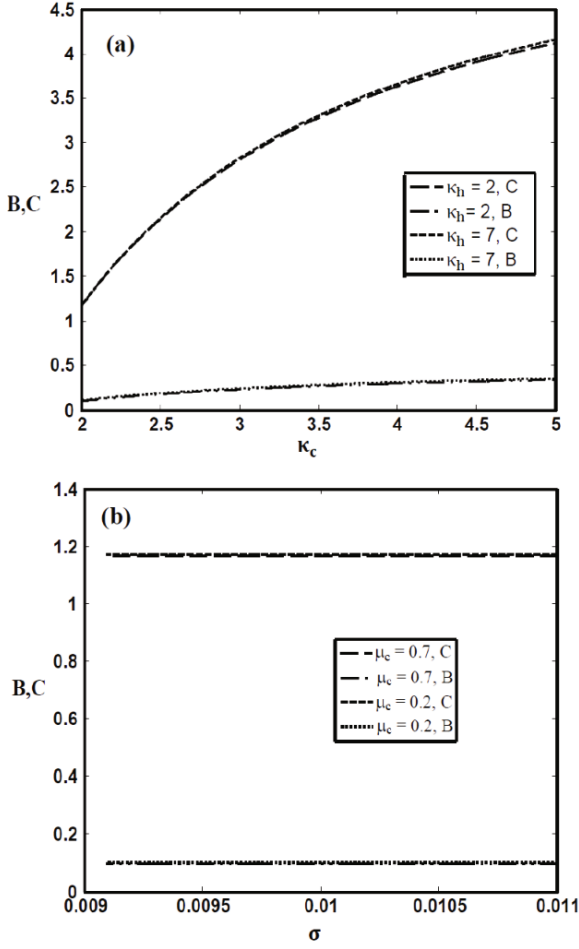 (a)
4.5
4
3.5
3
2.5
2
1.5
1
0.5
0
B,C
κh = 2, C
κh= 2, B
κh = 7, C
κh = 7, B
2 2.5 3 3.5 4 4.5 5
κc
(b)
1.4
1.2
1
0.8
0.6
0.4
0.2
0
B,C
μc = 0.7, C
μc = 0.7, B
μc = 0.2, C
μc = 0.2, B
0.009 0.0095 0.01 0.0105 0.011
σ